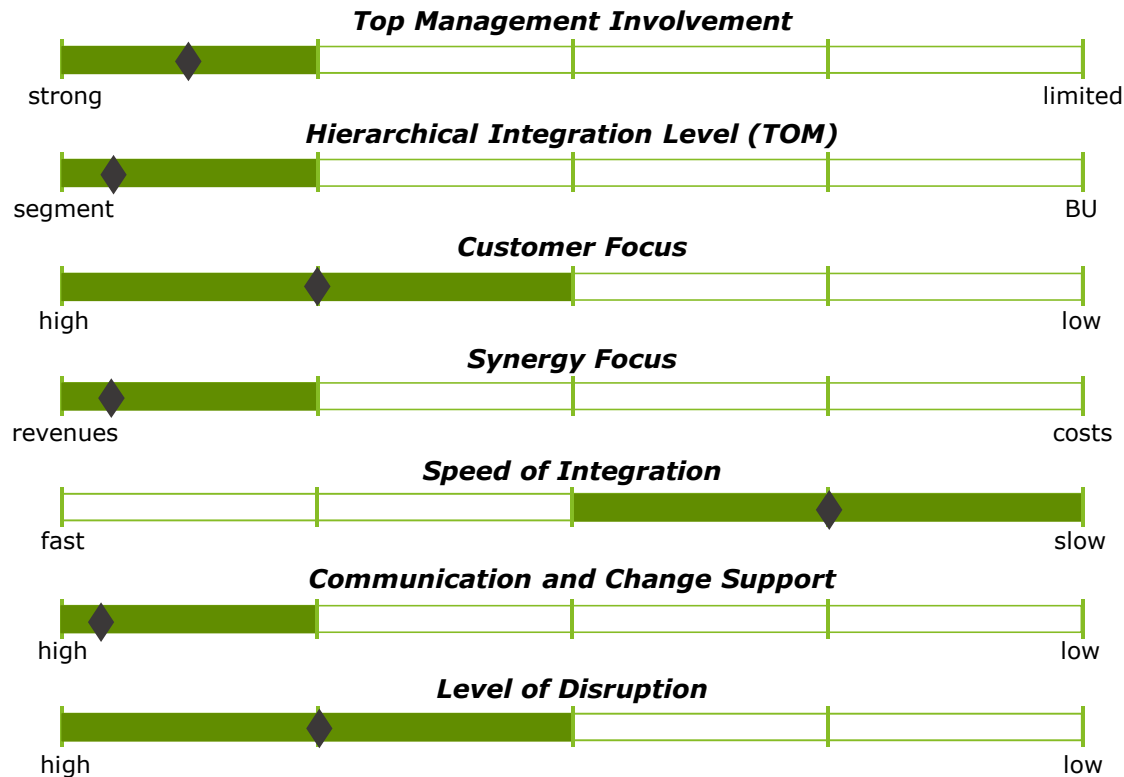 Top Management Involvement
strong limited
Hierarchical Integration Level (TOM)
segment BU
Customer Focus
high low
Synergy Focus
revenues costs
Speed of Integration
fast slow
Communication and Change Support
high low
Level of Disruption
high low